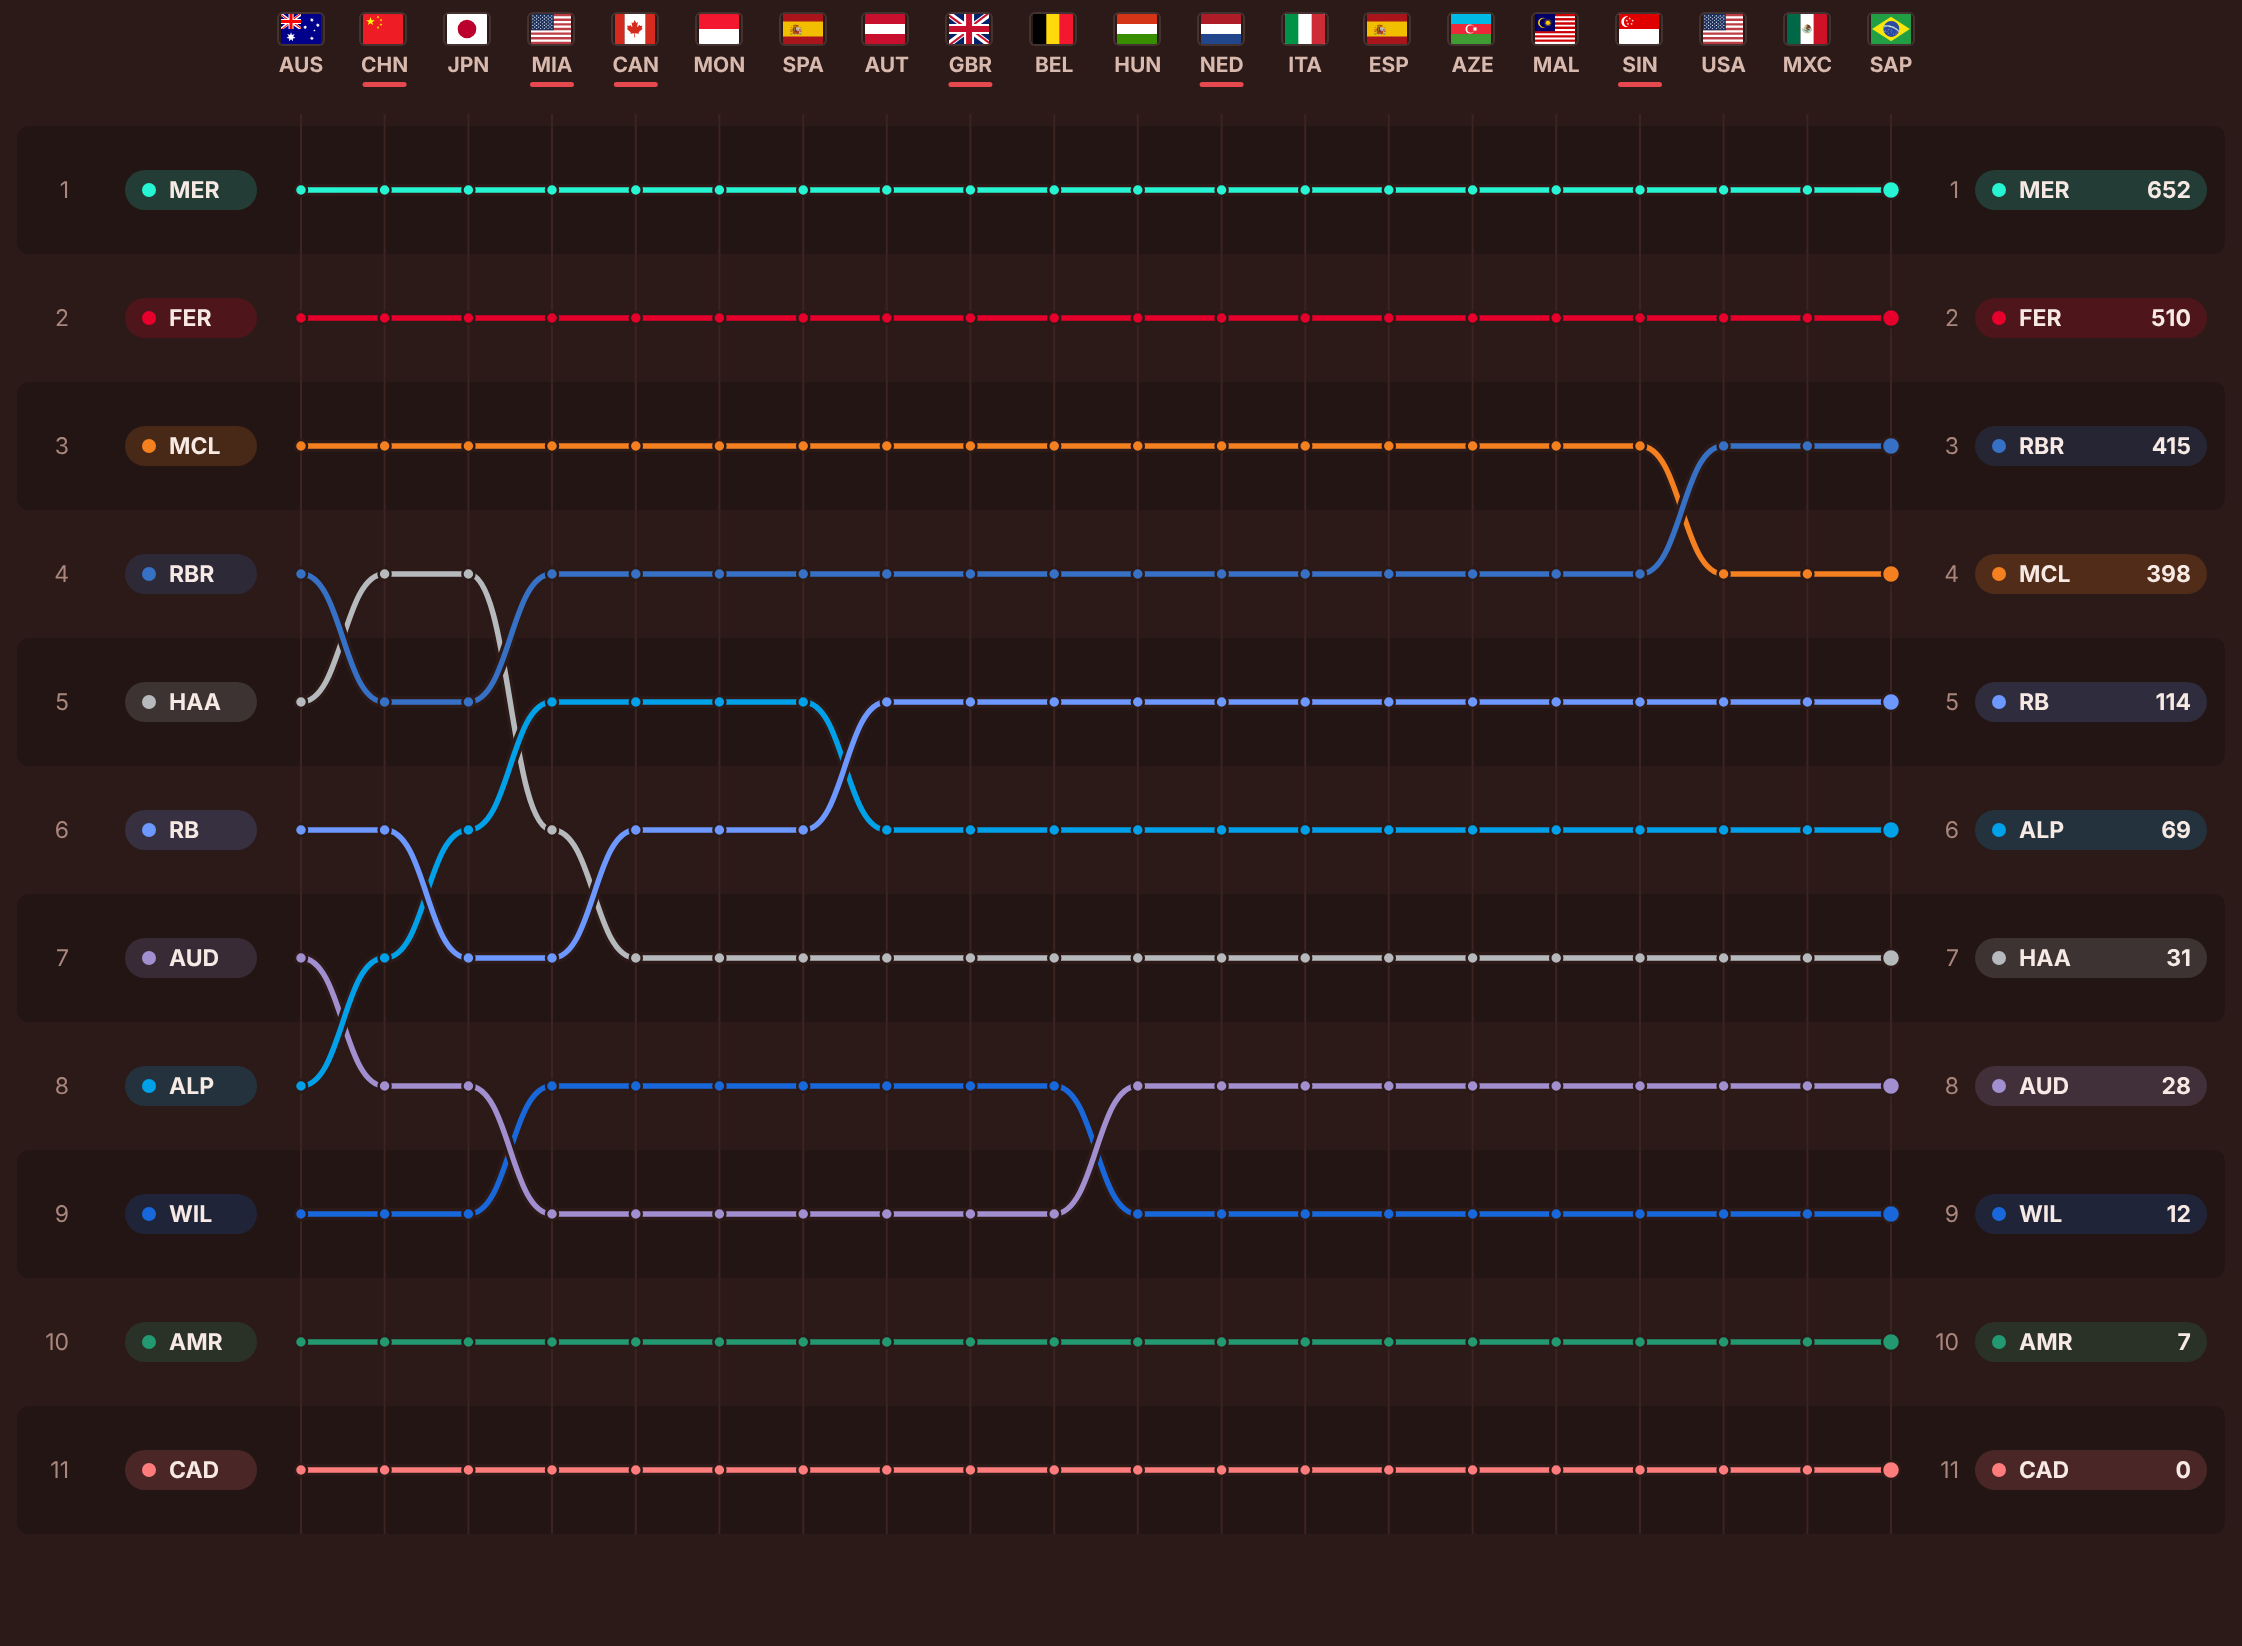 AUS CHN JPN MIA CAN MON SPA AUT GBR BEL HUN NED ITA ESP AZE MAL SIN USA MXC SAP
1 MER 1 MER 652
2 FER 2 FER 510
3 MCL 3 RBR 415
4 RBR 4 MCL 398
5 HAA 5 RB 114
6 RB 6 ALP 69
7 AUD 7 HAA 31
8 ALP 8 AUD 28
9 WIL 9 WIL 12
10 AMR 10 AMR 7
11 CAD 11 CAD 0